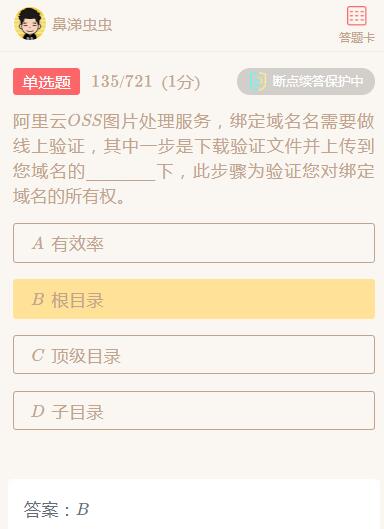 鼻涕虫虫
答题卡
单选题 135/721 (1分) 断点续答保护中
阿里云OSS图片处理服务，绑定域名名需要做
线上验证，其中一步是下载验证文件并上传到
您域名的________下，此步骤为验证您对绑定
域名的所有权。
A 有效率
B 根目录
C 顶级目录
D 子目录
答案：B